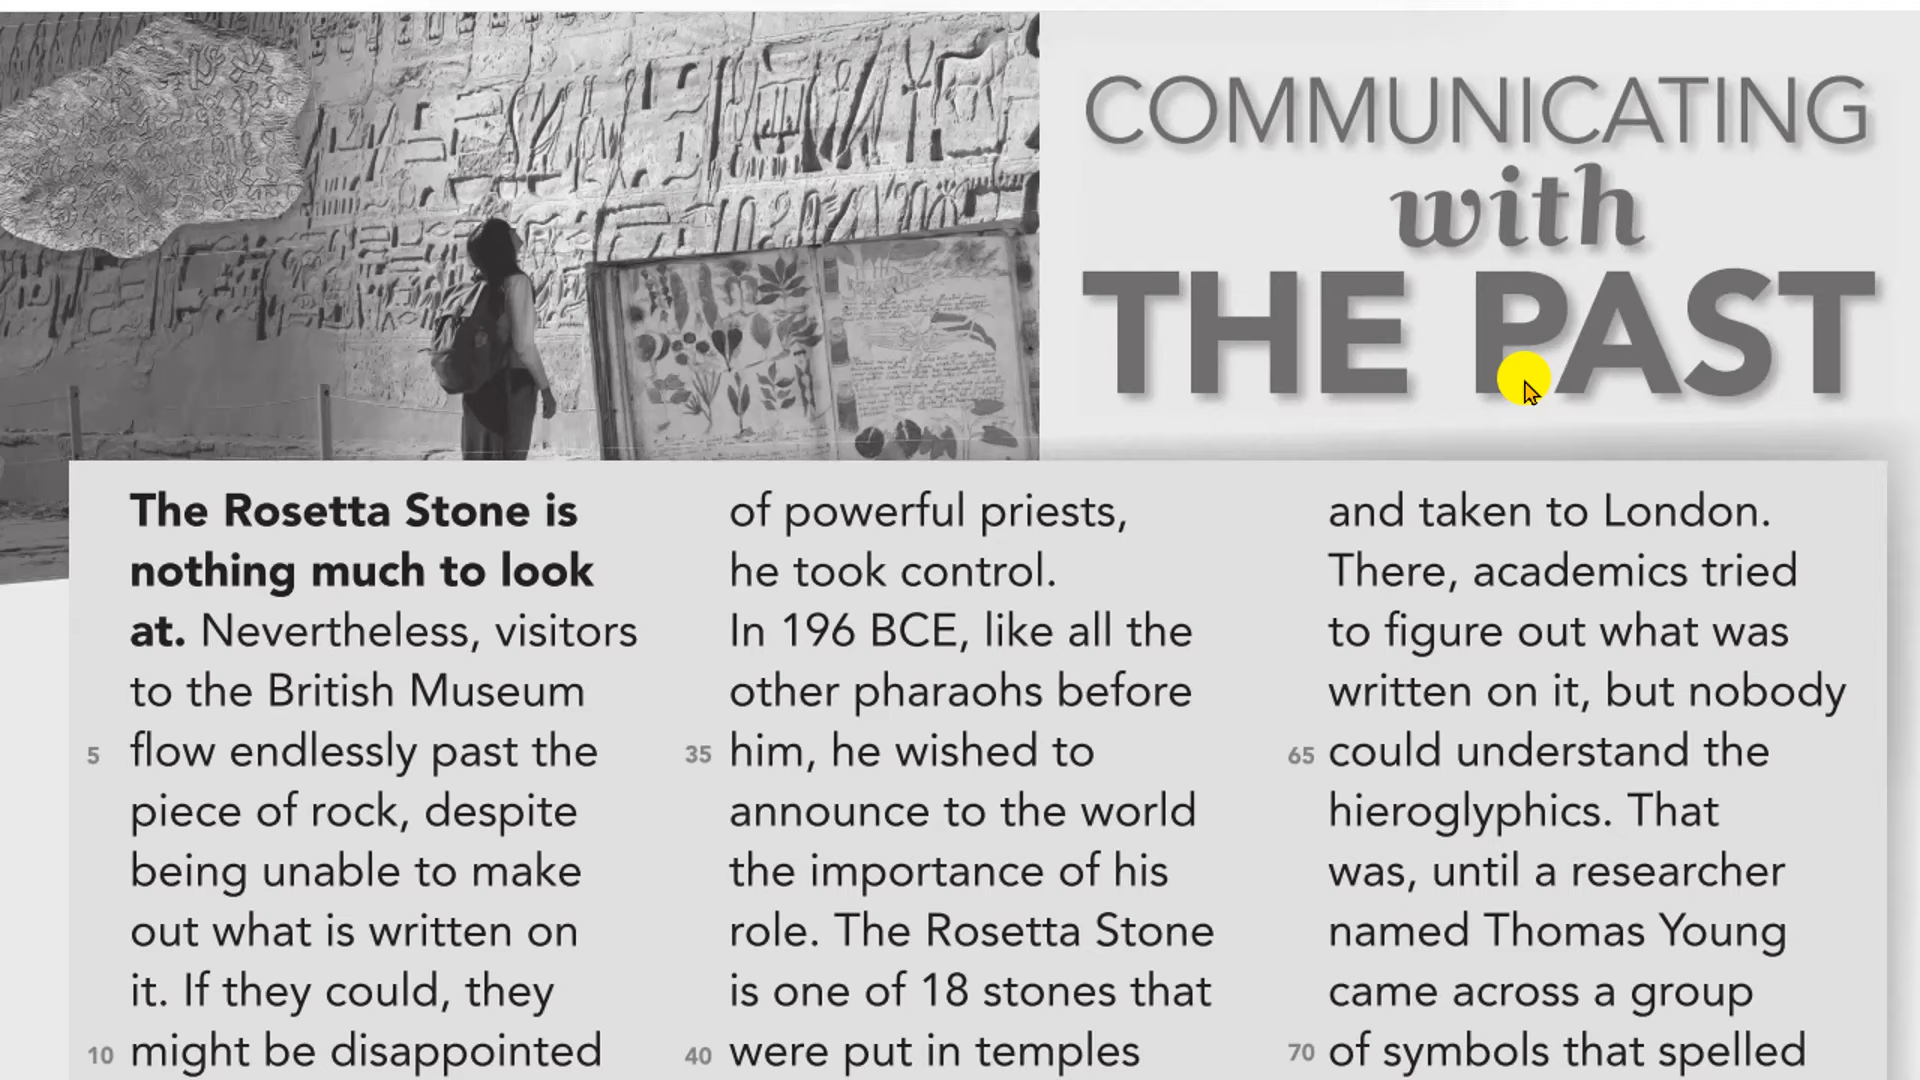 COMMUNICATING
with
THE PAST
The Rosetta Stone is
nothing much to look
at. Nevertheless, visitors
to the British Museum
5 flow endlessly past the
piece of rock, despite
being unable to make
out what is written on
it. If they could, they
10 might be disappointed
of powerful priests,
he took control.
In 196 BCE, like all the
other pharaohs before
35 him, he wished to
announce to the world
the importance of his
role. The Rosetta Stone
is one of 18 stones that
40 were put in temples
and taken to London.
There, academics tried
to figure out what was
written on it, but nobody
65 could understand the
hieroglyphics. That
was, until a researcher
named Thomas Young
came across a group
70 of symbols that spelled